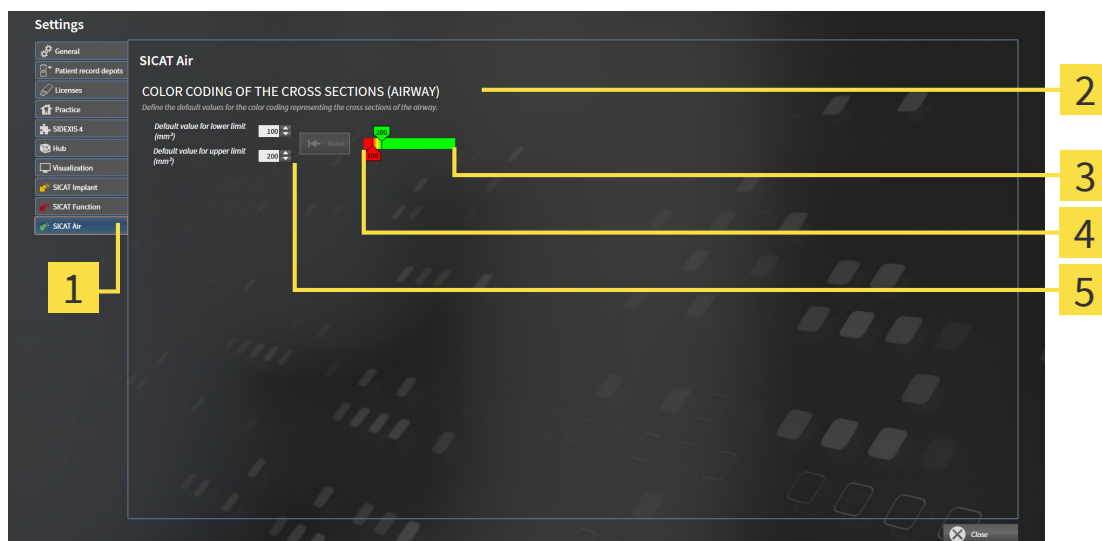 Settings
General
Patient record depots
Licenses
Practice
SIDEXIS 4
Hub
Visualization
SICAT Implant
SICAT Function
SICAT Air
SICAT Air
COLOR CODING OF THE CROSS SECTIONS (AIRWAY)
Define the default values for the color coding representing the cross sections of the airway.
Default value for lower limit
(mm²)
100
Default value for upper limit
(mm²)
200
Reset
200
100
1
2
3
4
5
Close